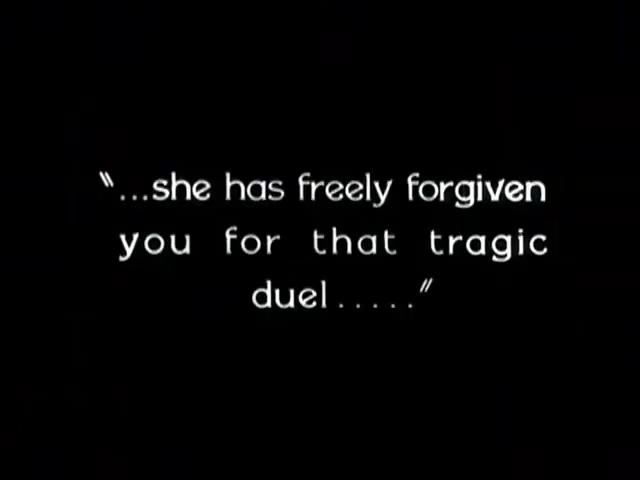 "...she has freely forgiven
you for that tragic
duel....."